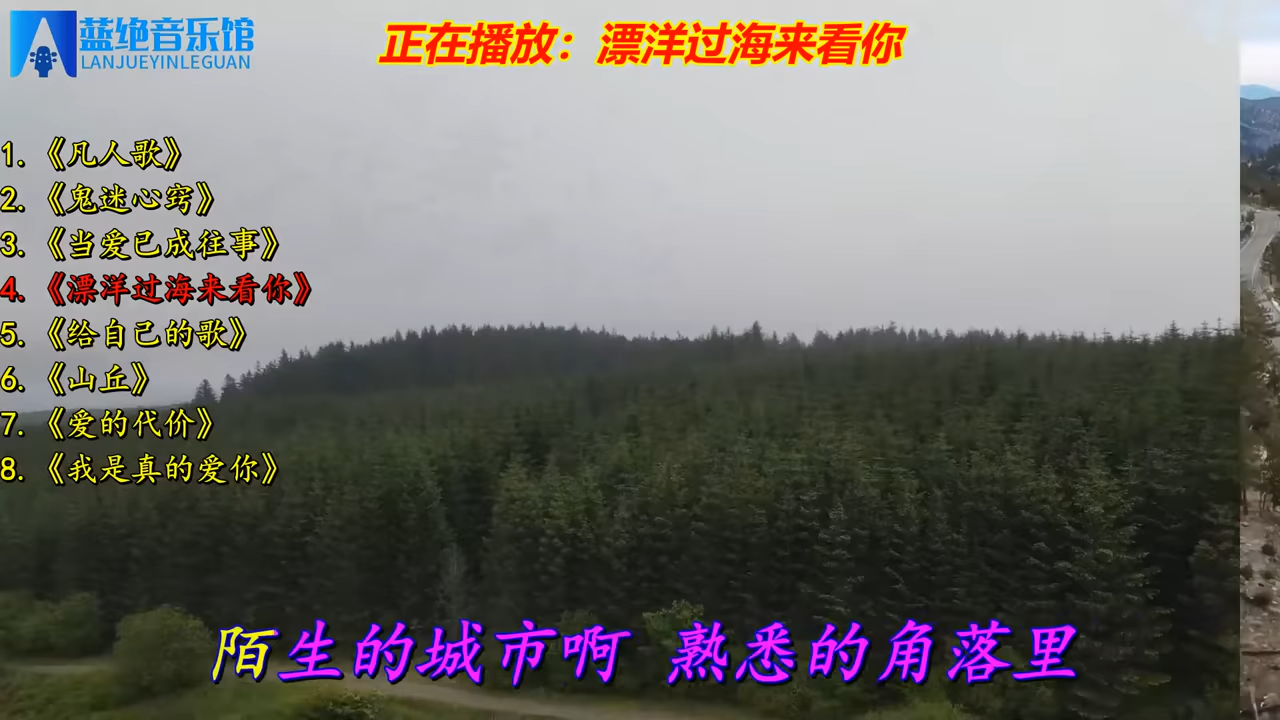 蓝绝音乐馆
LANJUEYINLEGUAN
正在播放：漂洋过海来看你
1.《凡人歌》
2.《鬼迷心窍》
3.《当爱已成往事》
4.《漂洋过海来看你》
5.《给自己的歌》
6.《山丘》
7.《爱的代价》
8.《我是真的爱你》
陌生的城市啊 熟悉的角落里